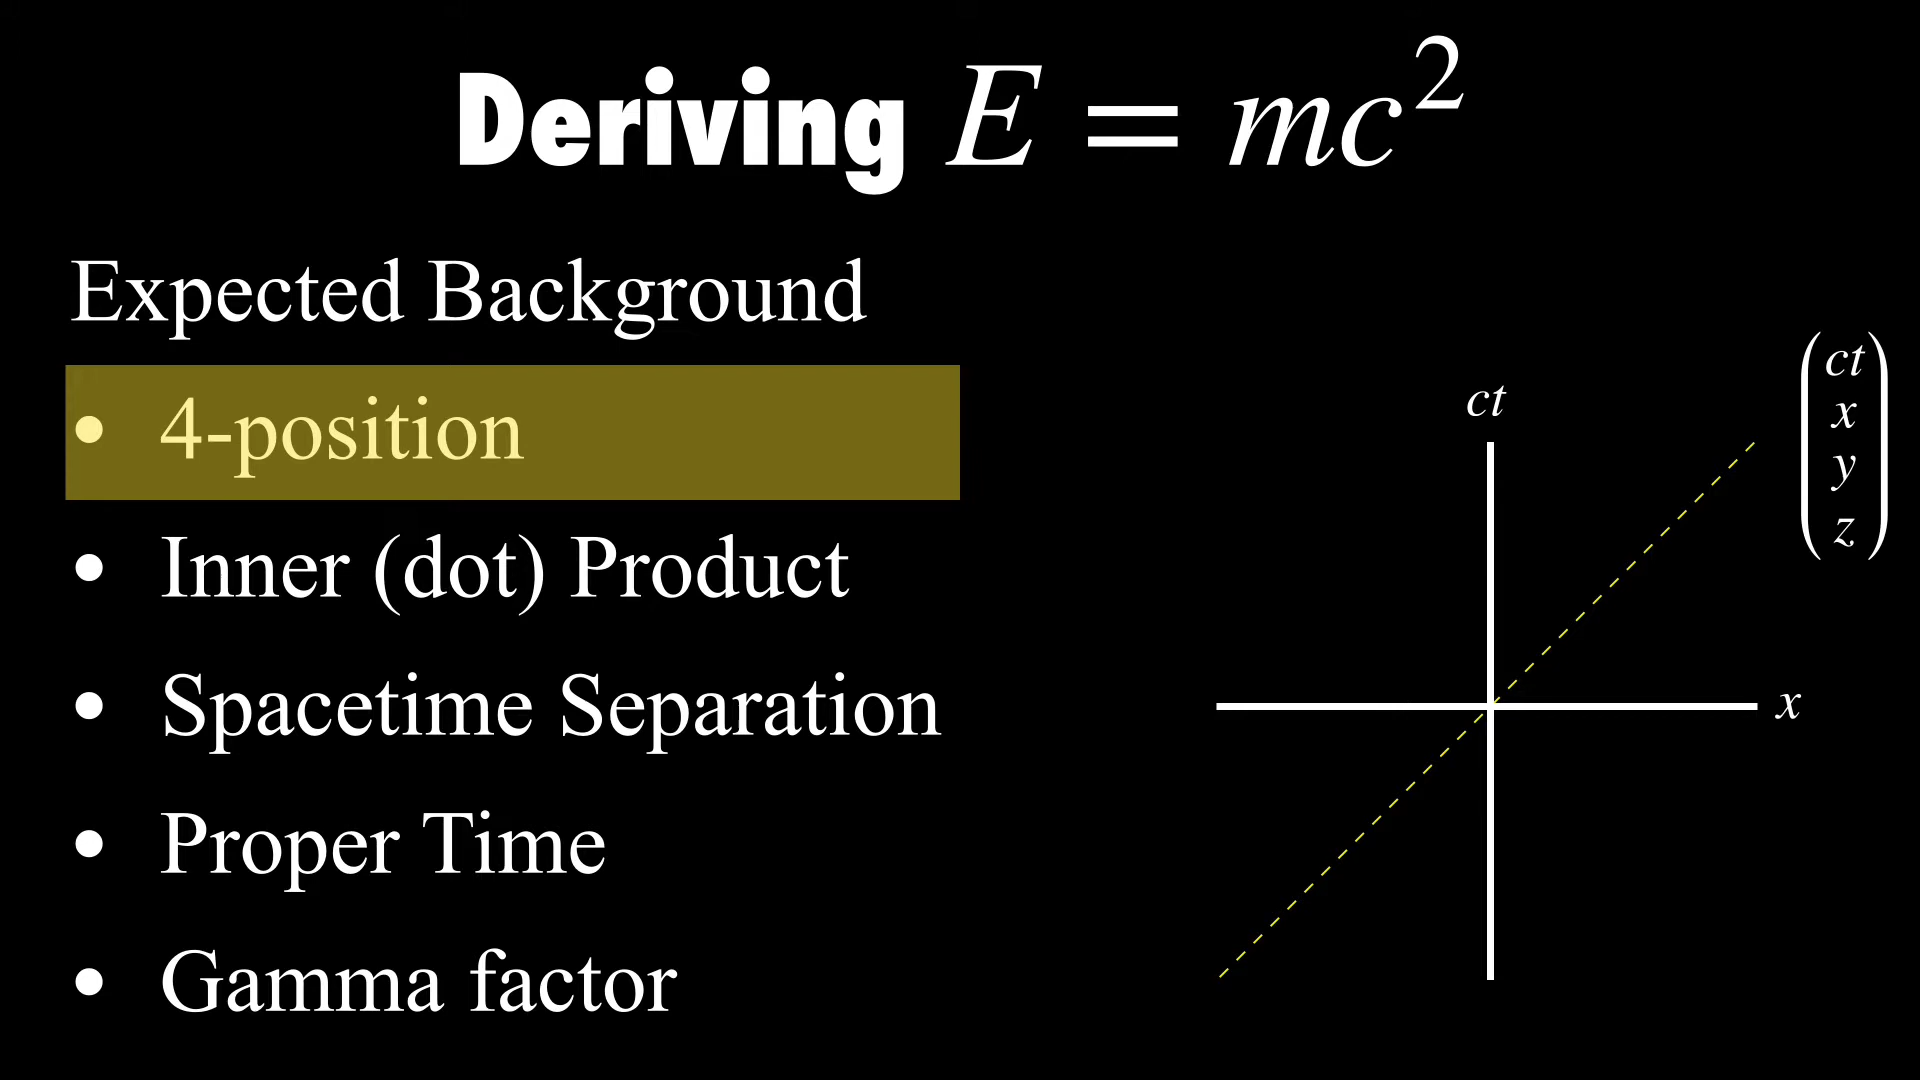 Deriving E = mc²
Expected Background
• 4-position
• Inner (dot) Product
• Spacetime Separation
• Proper Time
• Gamma factor
ct
x
ct
x
y
z